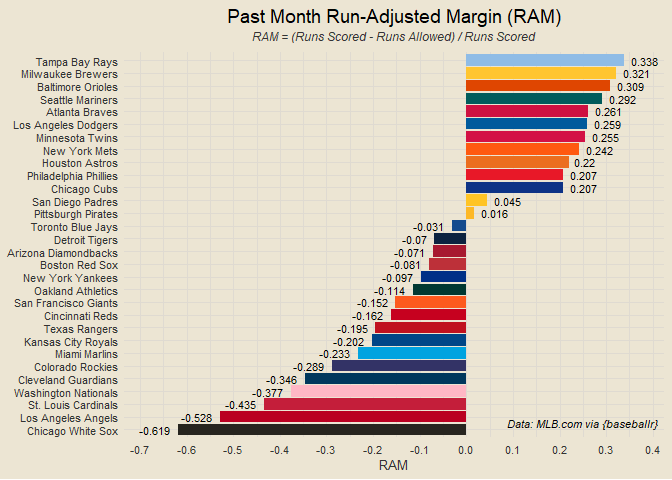 Past Month Run-Adjusted Margin (RAM)
RAM = (Runs Scored - Runs Allowed) / Runs Scored
Tampa Bay Rays 0.338
Milwaukee Brewers 0.321
Baltimore Orioles 0.309
Seattle Mariners 0.292
Atlanta Braves 0.261
Los Angeles Dodgers 0.259
Minnesota Twins 0.255
New York Mets 0.242
Houston Astros 0.22
Philadelphia Phillies 0.207
Chicago Cubs 0.207
San Diego Padres 0.045
Pittsburgh Pirates 0.016
Toronto Blue Jays -0.031
Detroit Tigers -0.07
Arizona Diamondbacks -0.071
Boston Red Sox -0.081
New York Yankees -0.097
Oakland Athletics -0.114
San Francisco Giants -0.152
Cincinnati Reds -0.162
Texas Rangers -0.195
Kansas City Royals -0.202
Miami Marlins -0.233
Colorado Rockies -0.289
Cleveland Guardians -0.346
Washington Nationals -0.377
St. Louis Cardinals -0.435
Los Angeles Angels -0.528
Chicago White Sox -0.619
Data: MLB.com via {baseballr}
-0.7 -0.6 -0.5 -0.4 -0.3 -0.2 -0.1 0.0 0.1 0.2 0.3 0.4
RAM